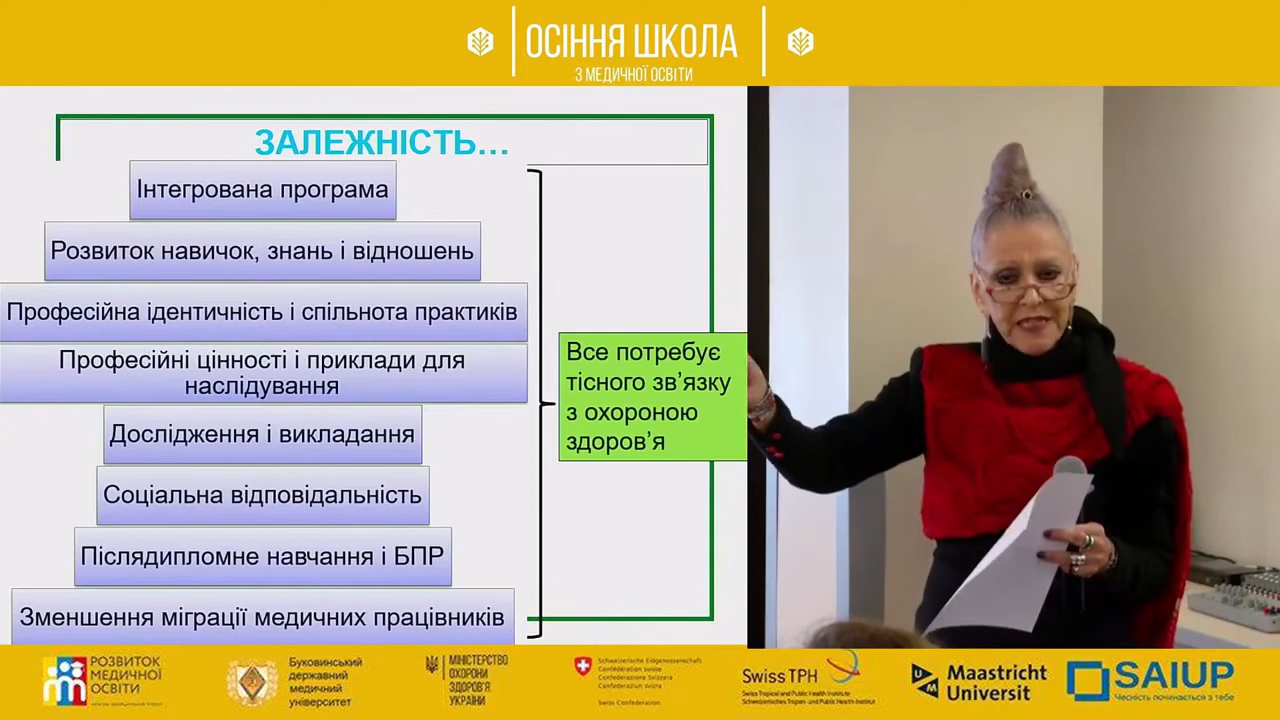 ОСІННЯ ШКОЛА
З МЕДИЧНОЇ ОСВІТИ
ЗАЛЕЖНІСТЬ...
Інтегрована програма
Розвиток навичок, знань і відношень
Професійна ідентичність і спільнота практиків
Професійні цінності і приклади для
наслідування
Дослідження і викладання
Соціальна відповідальність
Післядипломне навчання і БПР
Зменшення міграції медичних працівників
Все потребує
тісного зв’язку
з охороною
здоров’я
РОЗВИТОК
МЕДИЧНОЇ
ОСВІТИ
Буковинський
державний
медичний
університет
МІНІСТЕРСТВО
ОХОРОНИ
ЗДОРОВ'Я
УКРАЇНИ
Schweizerische Eidgenossenschaft
Confédération suisse
Confederazione Svizzera
Confederaziun svizra
Swiss Confederation
Swiss TPH
Swiss Tropical and Public Health Institute
Schweizerisches Tropen- und Public Health-Institut
Maastricht
Universit
SAIUP
Чесність починається з тебе